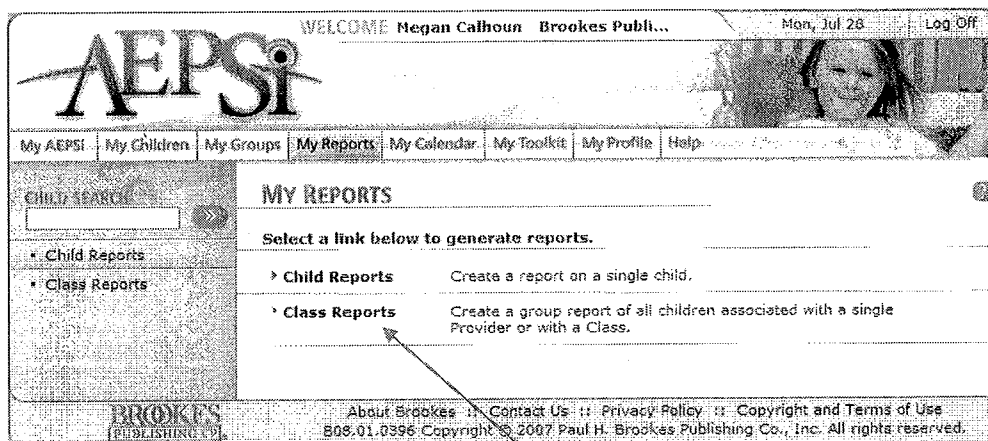 WELCOME Megan Calhoun Brookes Publi... Mon, Jul 28 Log Off
AEPSi
My AEPSi My Children My Groups My Reports My Calendar My Toolkit My Profile Help
CHILD SEARCH
MY REPORTS
Select a link below to generate reports.
• Child Reports
• Class Reports
› Child Reports Create a report on a single child.
› Class Reports Create a group report of all children associated with a single
Provider or with a Class.
BROOKES
PUBLISHING CO.
About Brookes :: Contact Us :: Privacy Policy :: Copyright and Terms of Use
808.01.0396 Copyright © 2007 Paul H. Brookes Publishing Co., Inc. All rights reserved.